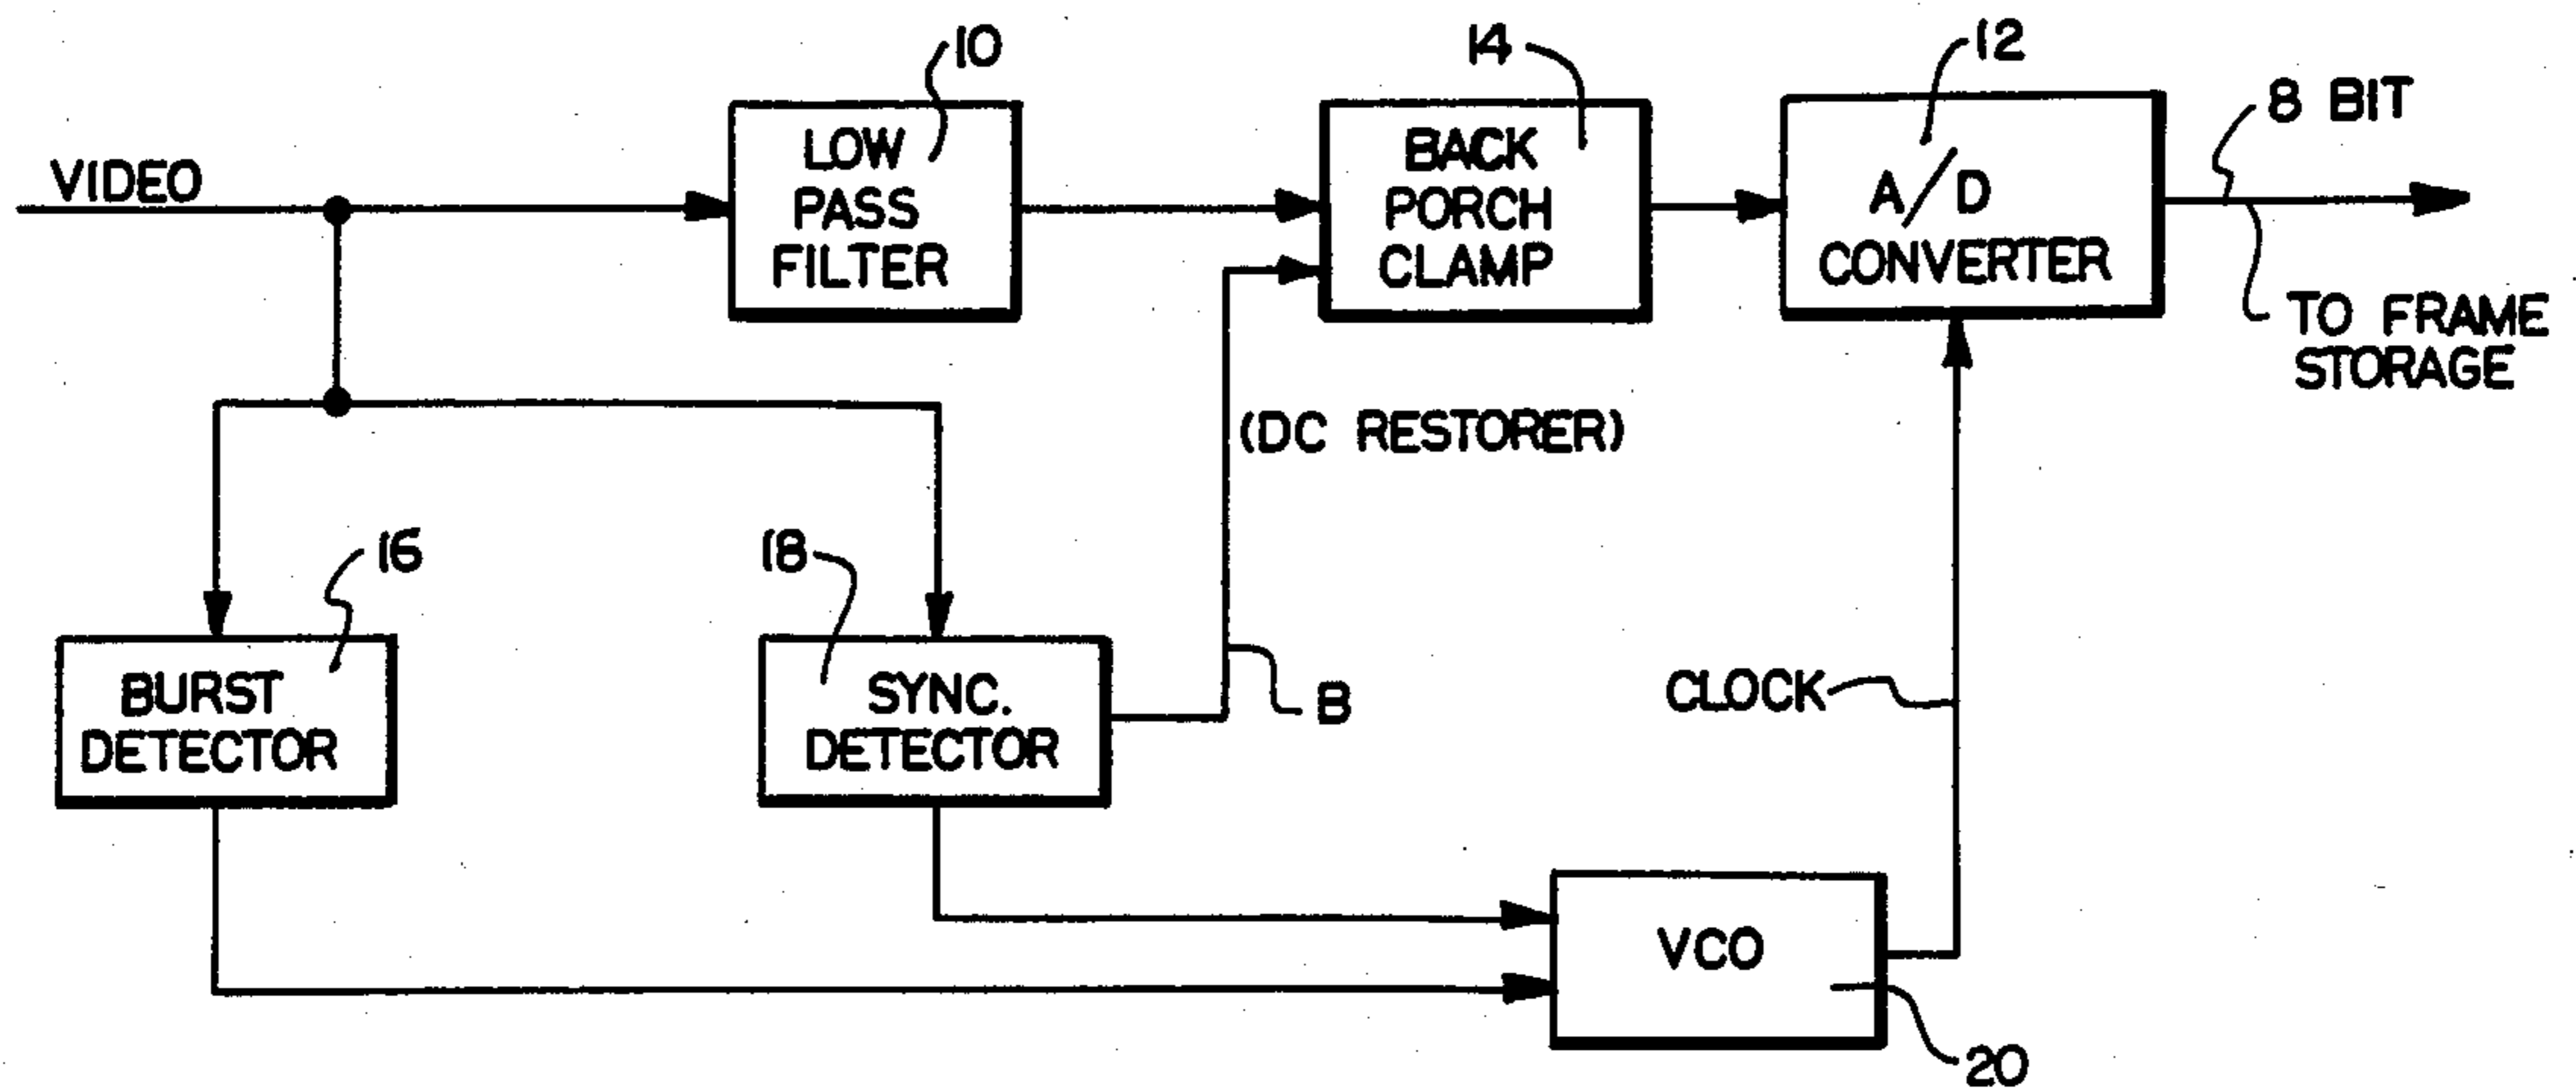 VIDEO
10
LOW
PASS
FILTER
14
BACK
PORCH
CLAMP
12
A/D
CONVERTER
8 BIT
TO FRAME
STORAGE
(DC RESTORER)
16
BURST
DETECTOR
18
SYNC.
DETECTOR
B
CLOCK
VCO
20